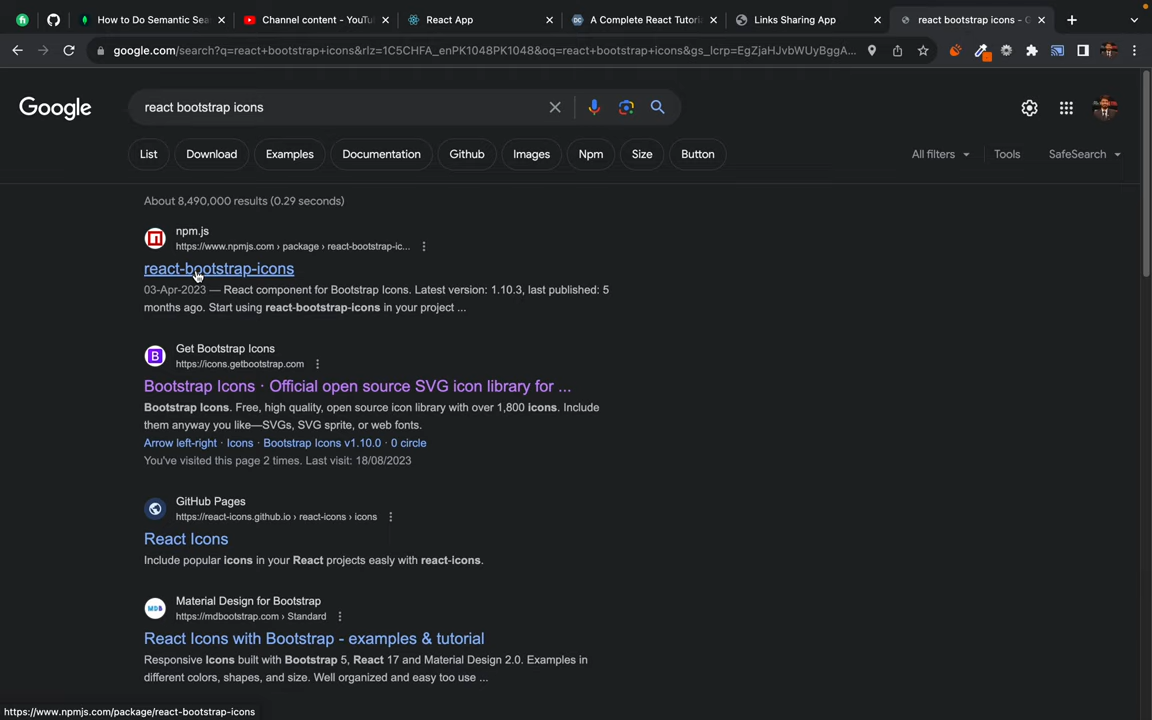 How to Do Semantic Sea
Channel content - YouTu
React App
A Complete React Tutoria
Links Sharing App
react bootstrap icons - G
google.com/search?q=react+bootstrap+icons&rlz=1C5CHFA_enPK1048PK1048&oq=react+bootstrap+icons&gs_lcrp=EgZjaHJvbWUyBggA...
Google
react bootstrap icons
List
Download
Examples
Documentation
Github
Images
Npm
Size
Button
All filters
Tools
SafeSearch
About 8,490,000 results (0.29 seconds)
npm.js
https://www.npmjs.com › package › react-bootstrap-ic...
react-bootstrap-icons
03-Apr-2023 — React component for Bootstrap Icons. Latest version: 1.10.3, last published: 5
months ago. Start using react-bootstrap-icons in your project ...
B
Get Bootstrap Icons
https://icons.getbootstrap.com
Bootstrap Icons · Official open source SVG icon library for ...
Bootstrap Icons. Free, high quality, open source icon library with over 1,800 icons. Include
them anyway you like—SVGs, SVG sprite, or web fonts.
Arrow left-right · Icons · Bootstrap Icons v1.10.0 · 0 circle
You've visited this page 2 times. Last visit: 18/08/2023
GitHub Pages
https://react-icons.github.io › react-icons › icons
React Icons
Include popular icons in your React projects easily with react-icons.
MDB
Material Design for Bootstrap
https://mdbootstrap.com › Standard
React Icons with Bootstrap - examples & tutorial
Responsive Icons built with Bootstrap 5, React 17 and Material Design 2.0. Examples in
different colors, shapes, and size. Well organized and easy too use ...
https://www.npmjs.com/package/react-bootstrap-icons